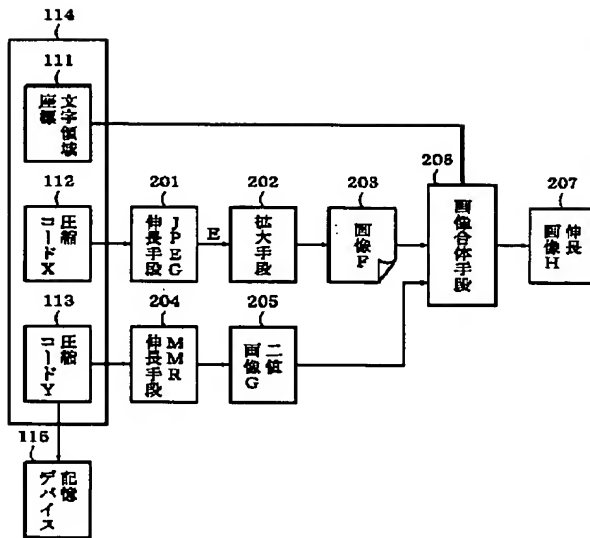 114
111
文字領域
座標
112
圧縮
コードX
201
JPEG
伸長手段
E
202
拡大手段
203
画像F
206
画像合体手段
207
伸長
画像H
113
圧縮
コードY
204
MMR
伸長手段
205
二値
画像G
115
記憶
デバイス